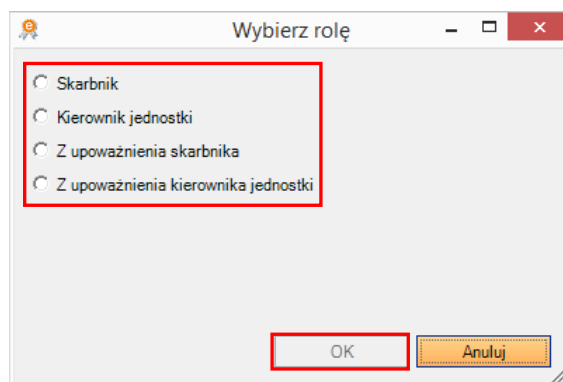 Wybierz rolę
Skarbnik
Kierownik jednostki
Z upoważnienia skarbnika
Z upoważnienia kierownika jednostki
OK
Anuluj